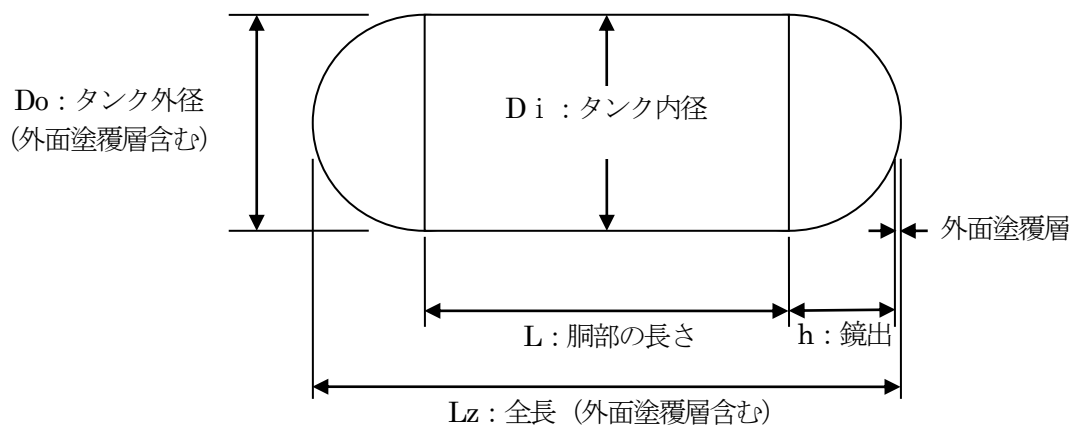 Do：タンク外径
（外面塗覆層含む）
Dｉ：タンク内径
外面塗覆層
L：胴部の長さ
h：鏡出
Lz：全長（外面塗覆層含む）